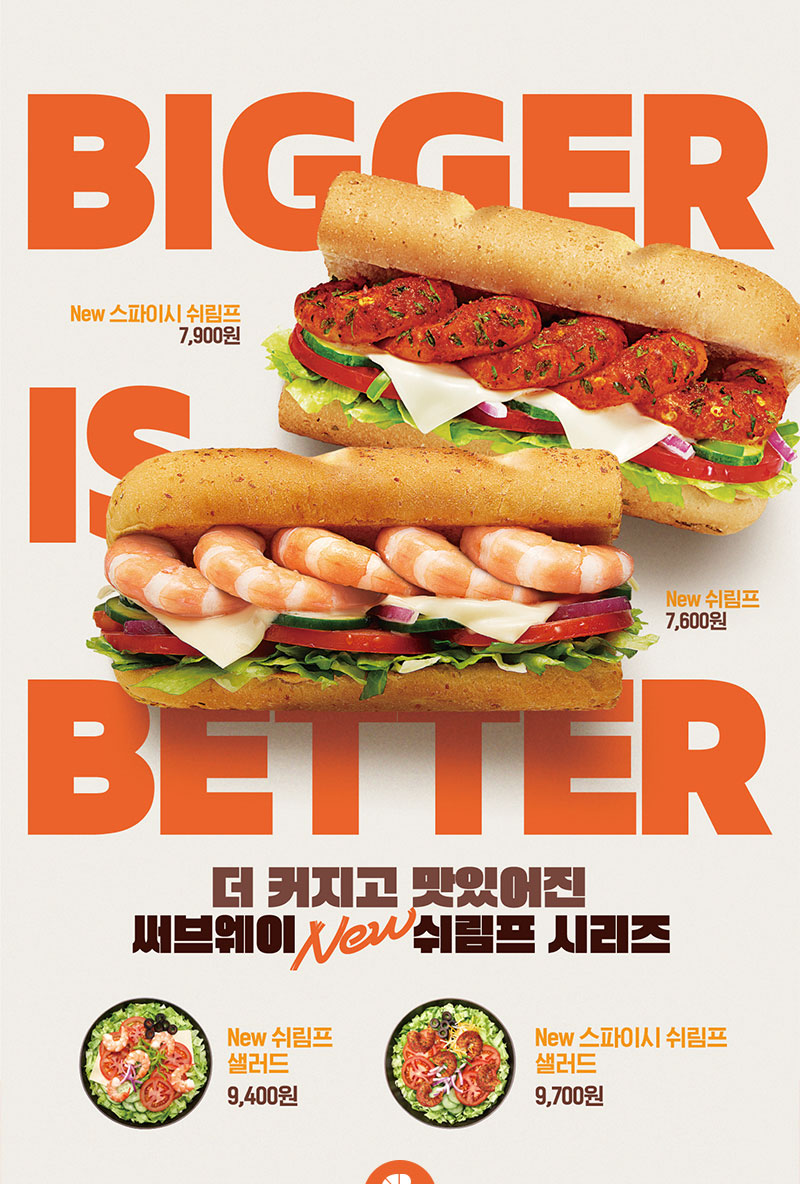 BIGGER
New 스파이시 쉬림프
7,900원
IS
New 쉬림프
7,600원
BETTER
더 커지고 맛있어진
써브웨이 New 쉬림프 시리즈
New 쉬림프
샐러드
9,400원
New 스파이시 쉬림프
샐러드
9,700원